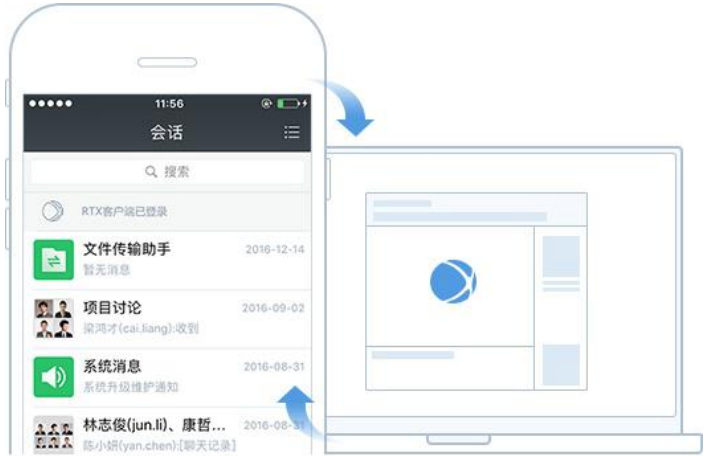 11:56
会话
搜索
RTX客户端已登录
文件传输助手 2016-12-14
暂无消息
项目讨论 2016-09-02
梁鸿才(cai.liang):收到
系统消息 2016-08-31
系统升级维护通知
林志俊(jun.li)、康哲... 2016-08-31
陈小妍(yan.chen):[聊天记录]